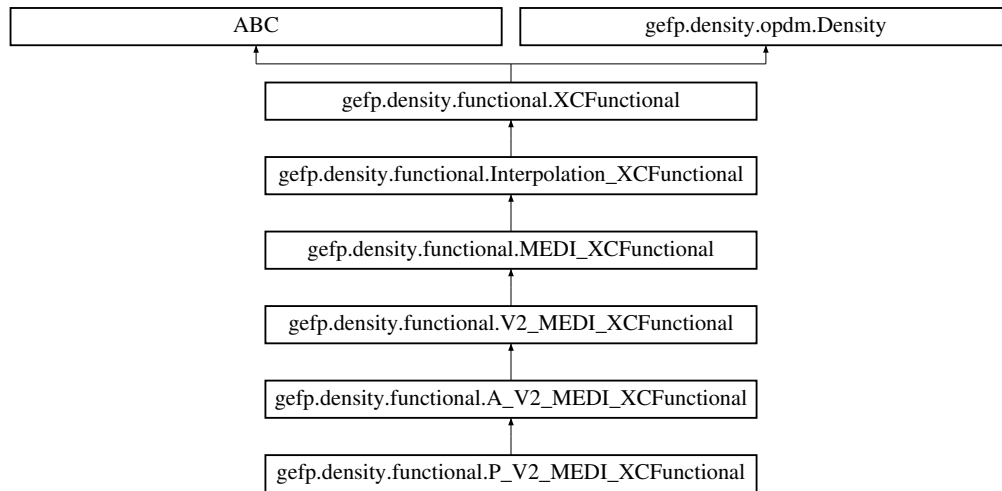 ABC
gefp.density.opdm.Density
gefp.density.functional.XCFunctional
gefp.density.functional.Interpolation_XCFunctional
gefp.density.functional.MEDI_XCFunctional
gefp.density.functional.V2_MEDI_XCFunctional
gefp.density.functional.A_V2_MEDI_XCFunctional
gefp.density.functional.P_V2_MEDI_XCFunctional